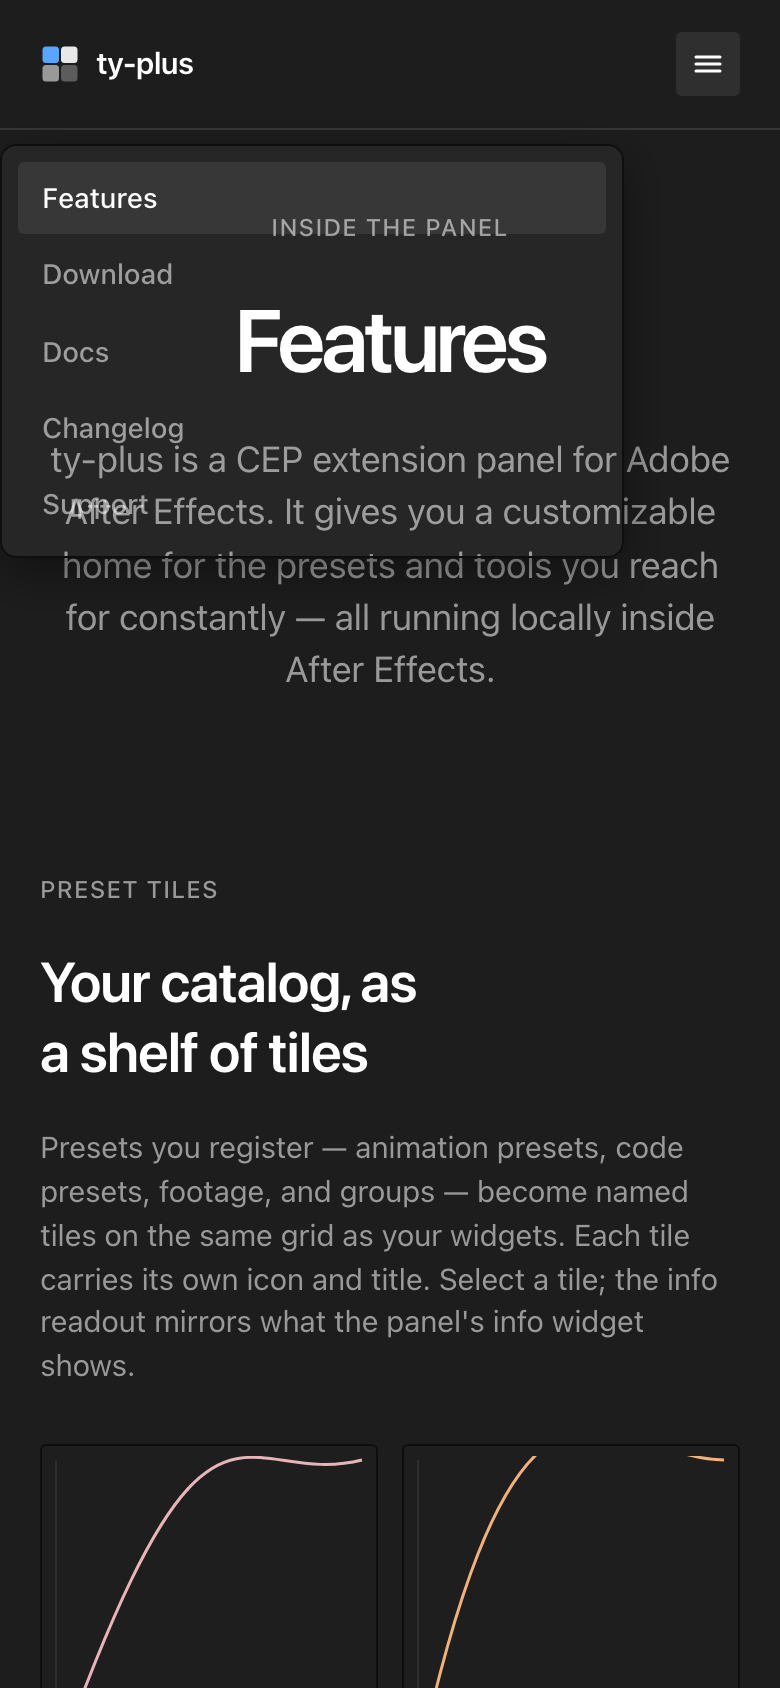 ty-plus
Features
INSIDE THE PANEL
Download
Features
Docs
Changelog
ty-plus is a CEP extension panel for Adobe
Support
After Effects. It gives you a customizable
home for the presets and tools you reach
for constantly — all running locally inside
After Effects.
PRESET TILES
Your catalog, as
a shelf of tiles
Presets you register — animation presets, code
presets, footage, and groups — become named
tiles on the same grid as your widgets. Each tile
carries its own icon and title. Select a tile; the info
readout mirrors what the panel's info widget
shows.